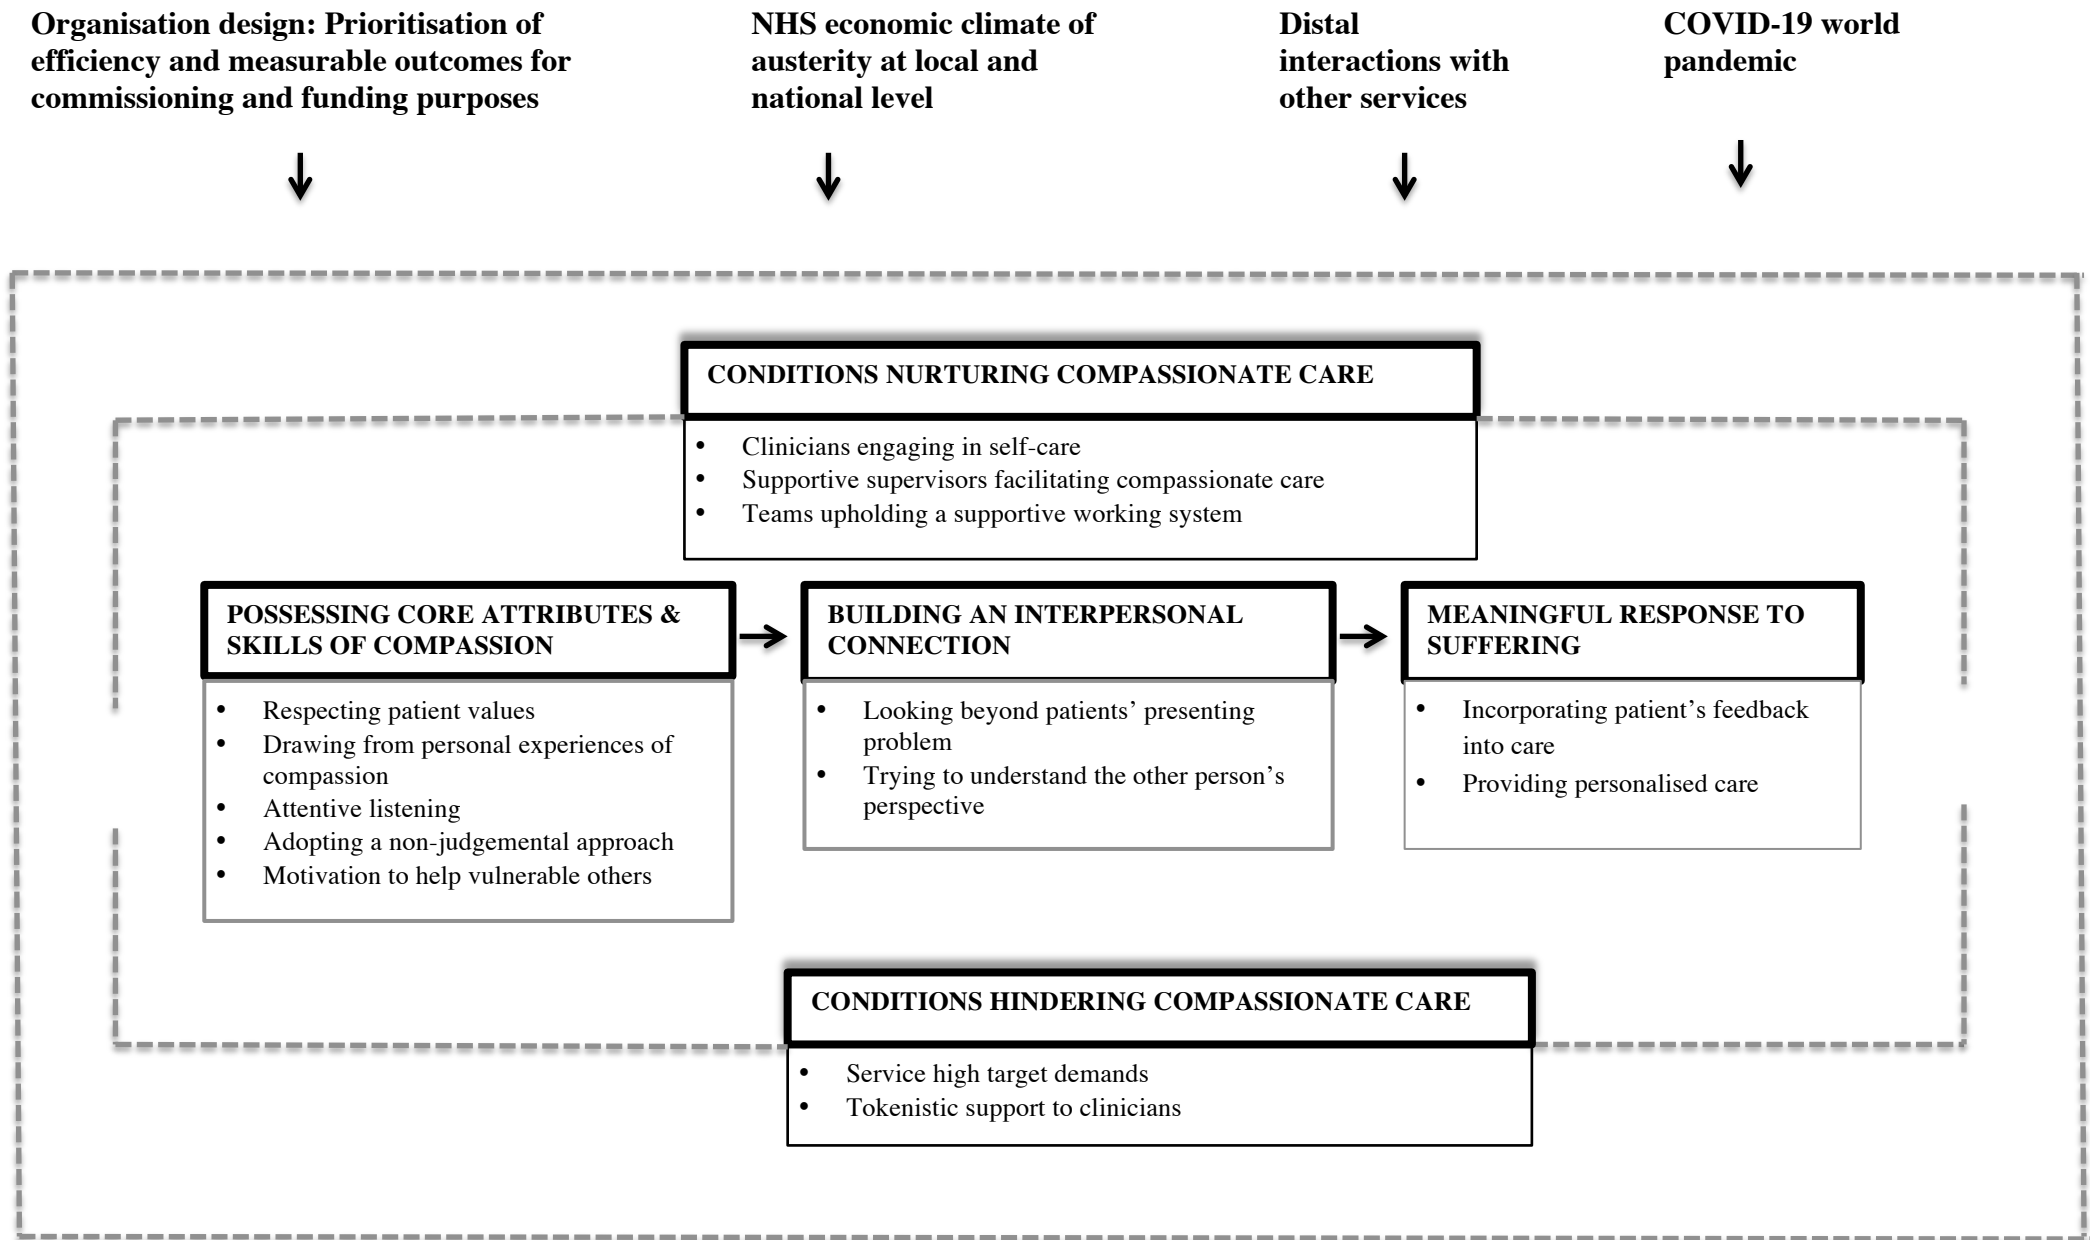 Organisation design: Prioritisation of
efficiency and measurable outcomes for
commissioning and funding purposes
NHS economic climate of
austerity at local and
national level
Distal
interactions with
other services
COVID-19 world
pandemic
CONDITIONS NURTURING COMPASSIONATE CARE
• Clinicians engaging in self-care
• Supportive supervisors facilitating compassionate care
• Teams upholding a supportive working system
POSSESSING CORE ATTRIBUTES &
SKILLS OF COMPASSION
• Respecting patient values
• Drawing from personal experiences of
compassion
• Attentive listening
• Adopting a non-judgemental approach
• Motivation to help vulnerable others
BUILDING AN INTERPERSONAL
CONNECTION
• Looking beyond patients’ presenting
problem
• Trying to understand the other person’s
perspective
MEANINGFUL RESPONSE TO
SUFFERING
• Incorporating patient’s feedback
into care
• Providing personalised care
CONDITIONS HINDERING COMPASSIONATE CARE
• Service high target demands
• Tokenistic support to clinicians